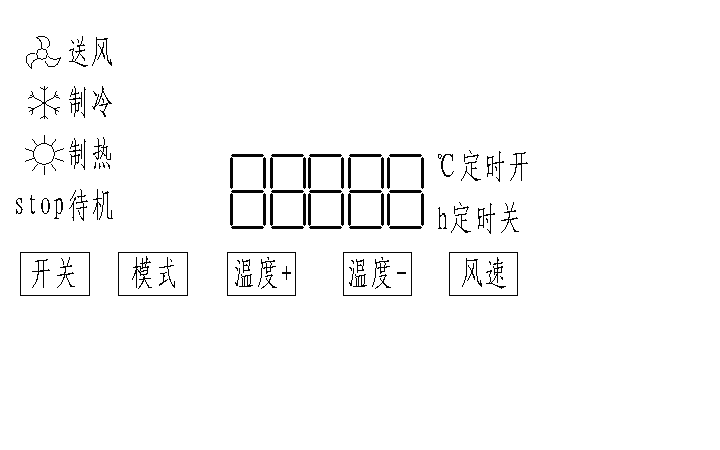 送风
制冷
制热
stop待机
88888
℃定时开
h定时关
开关
模式
温度+
温度-
风速